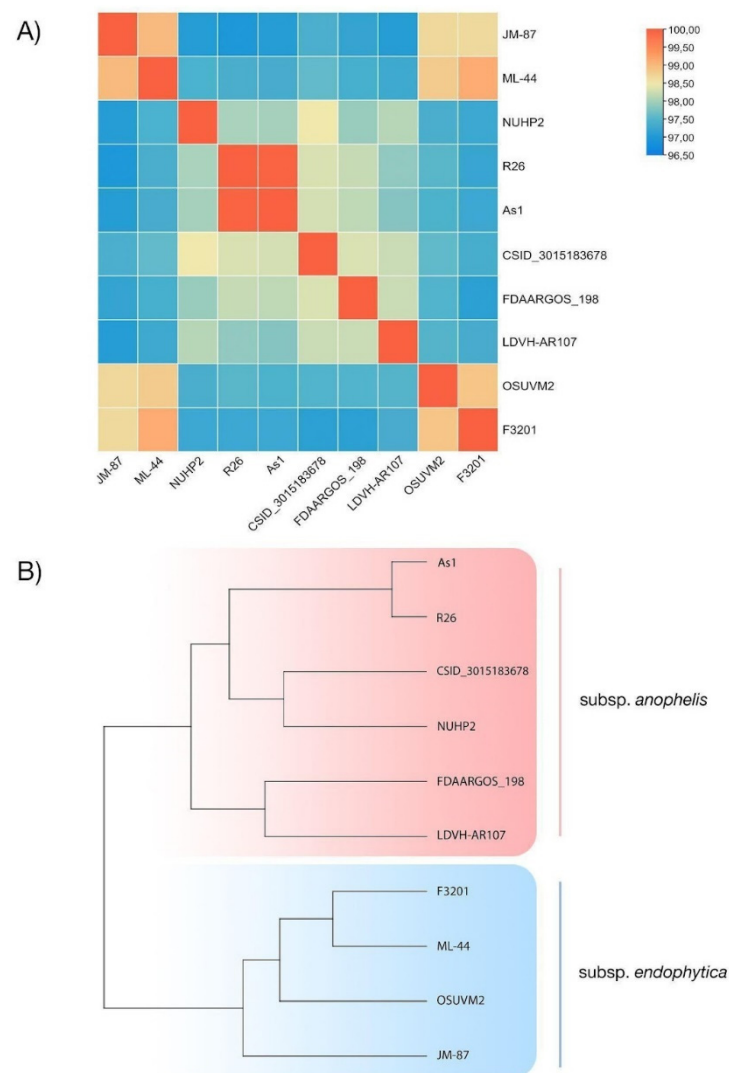 A)
100,00
99,50
99,00
98,50
98,00
97,50
97,00
96,50
JM-87
ML-44
NUHP2
R26
As1
CSID_3015183678
FDAARGOS_198
LDVH-AR107
OSUVM2
F3201
JM-87
ML-44
NUHP2
R26
As1
CSID_3015183678
FDAARGOS_198
LDVH-AR107
OSUVM2
F3201
B)
As1
R26
CSID_3015183678
NUHP2
FDAARGOS_198
LDVH-AR107
subsp. anophelis
F3201
ML-44
OSUVM2
JM-87
subsp. endophytica